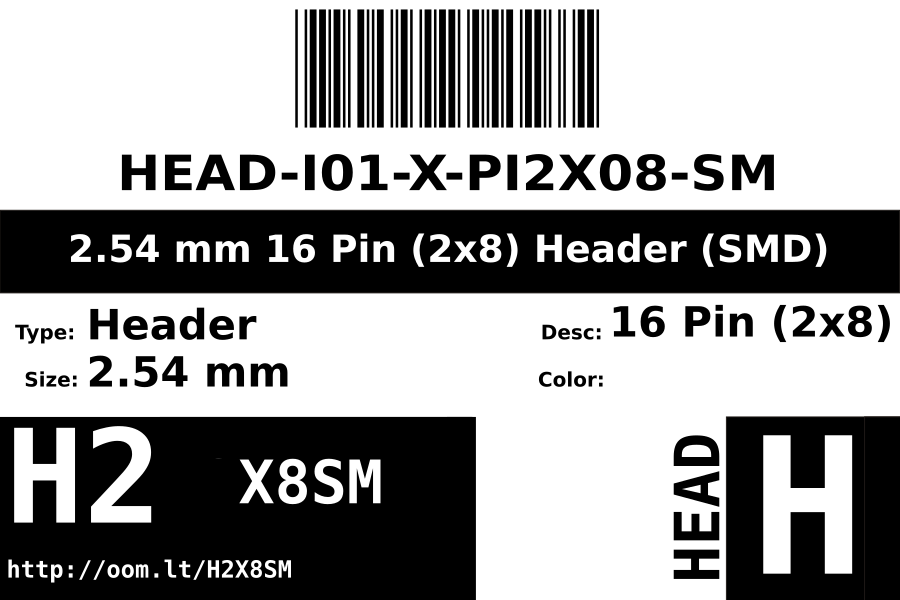 HEAD-I01-X-PI2X08-SM
2.54 mm 16 Pin (2x8) Header (SMD)
Type: Header
Desc: 16 Pin (2x8)
Size: 2.54 mm
Color:
H2 X8SM
HEAD
H
http://oom.lt/H2X8SM